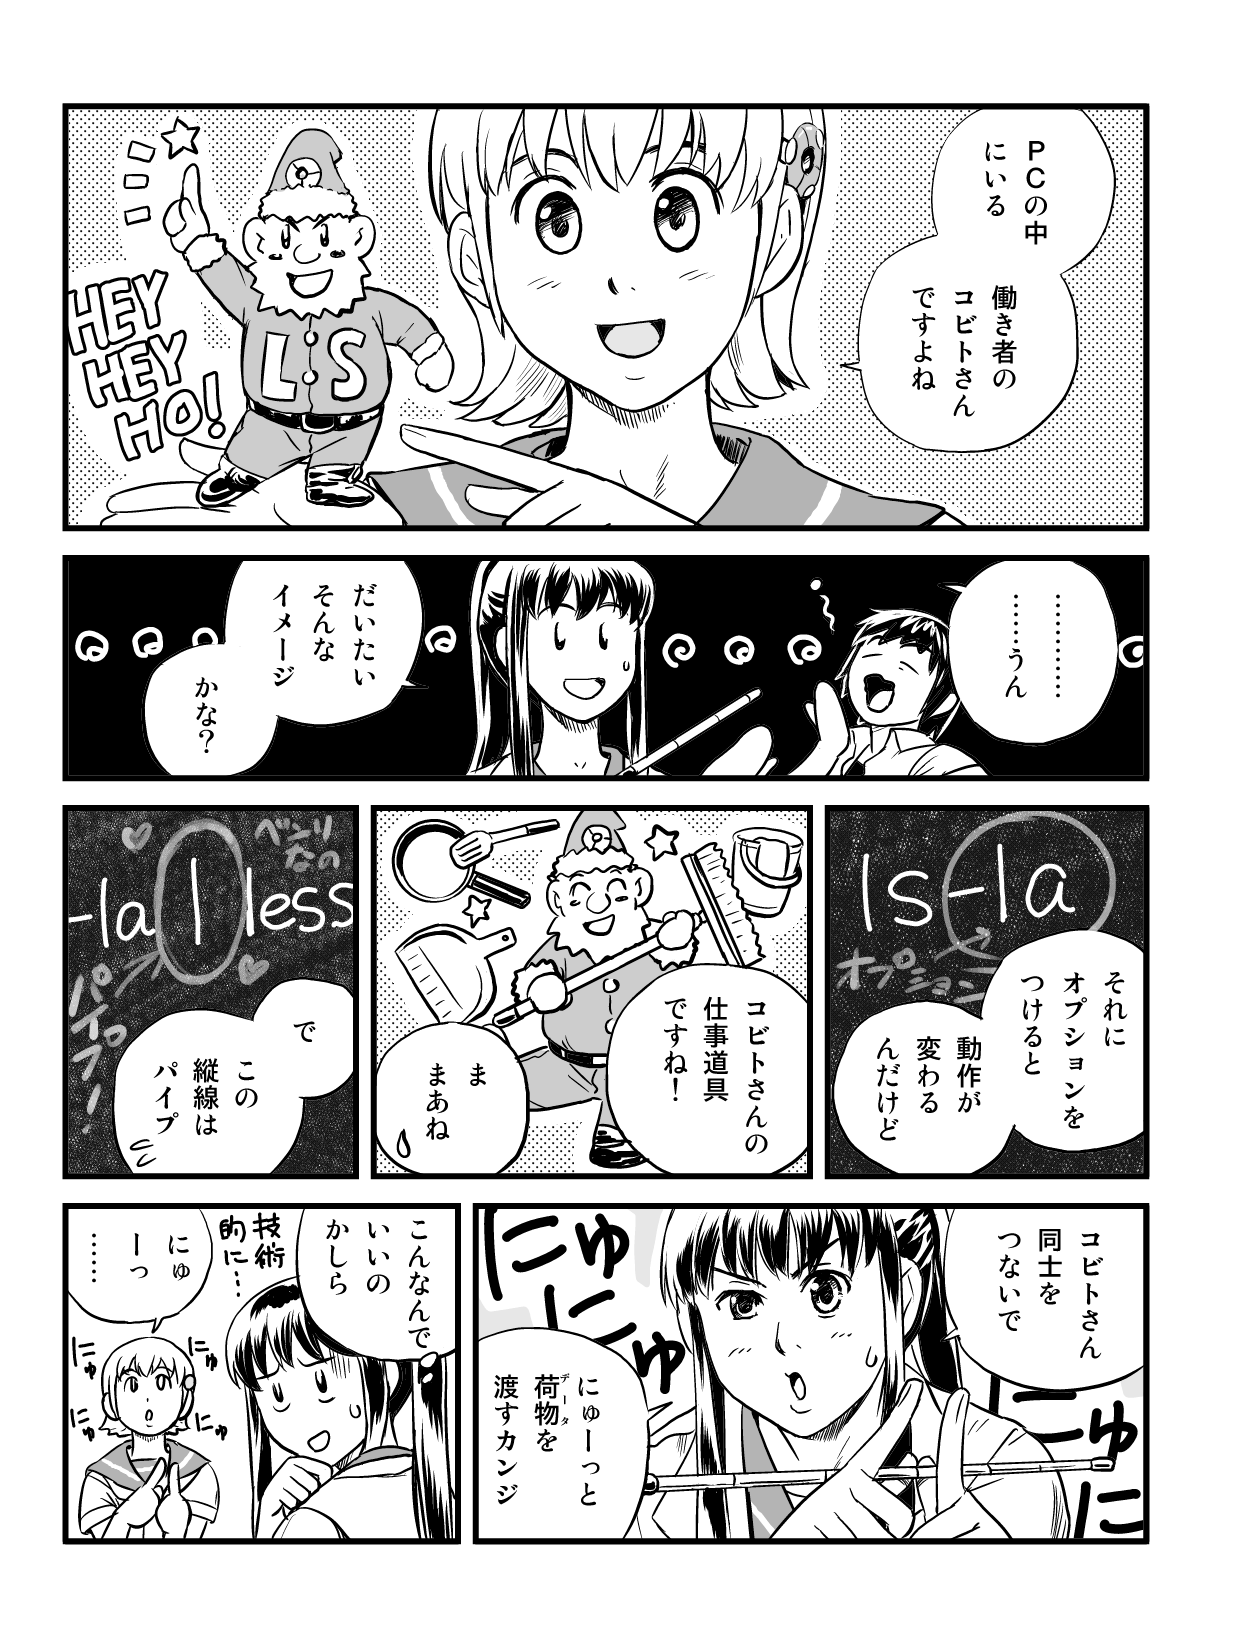 PCの中
にいる
働き者の
コビトさん
ですよね
HEY
HEY
HO!
LS
…………
……うん
だいたい
そんな
イメージ
かな?
ls -la
オプション
それに
オプションを
つけると
動作が
変わる
んだけど
コビトさんの
仕事道具
ですね!
ま
まあね
ベンリ
なの
-la | less
パイプ!
で
この
縦線は
パイプ
コビトさん
同士を
つないで
にゅーっと
荷物を
データ
渡すカンジ
にゅ
にゅ
にゅ
にゅ
に
こんなんで
いいの
かしら
技術
的に…
にゅ
ーっ
……
にゅ
にゅ
にゅ
にゅ